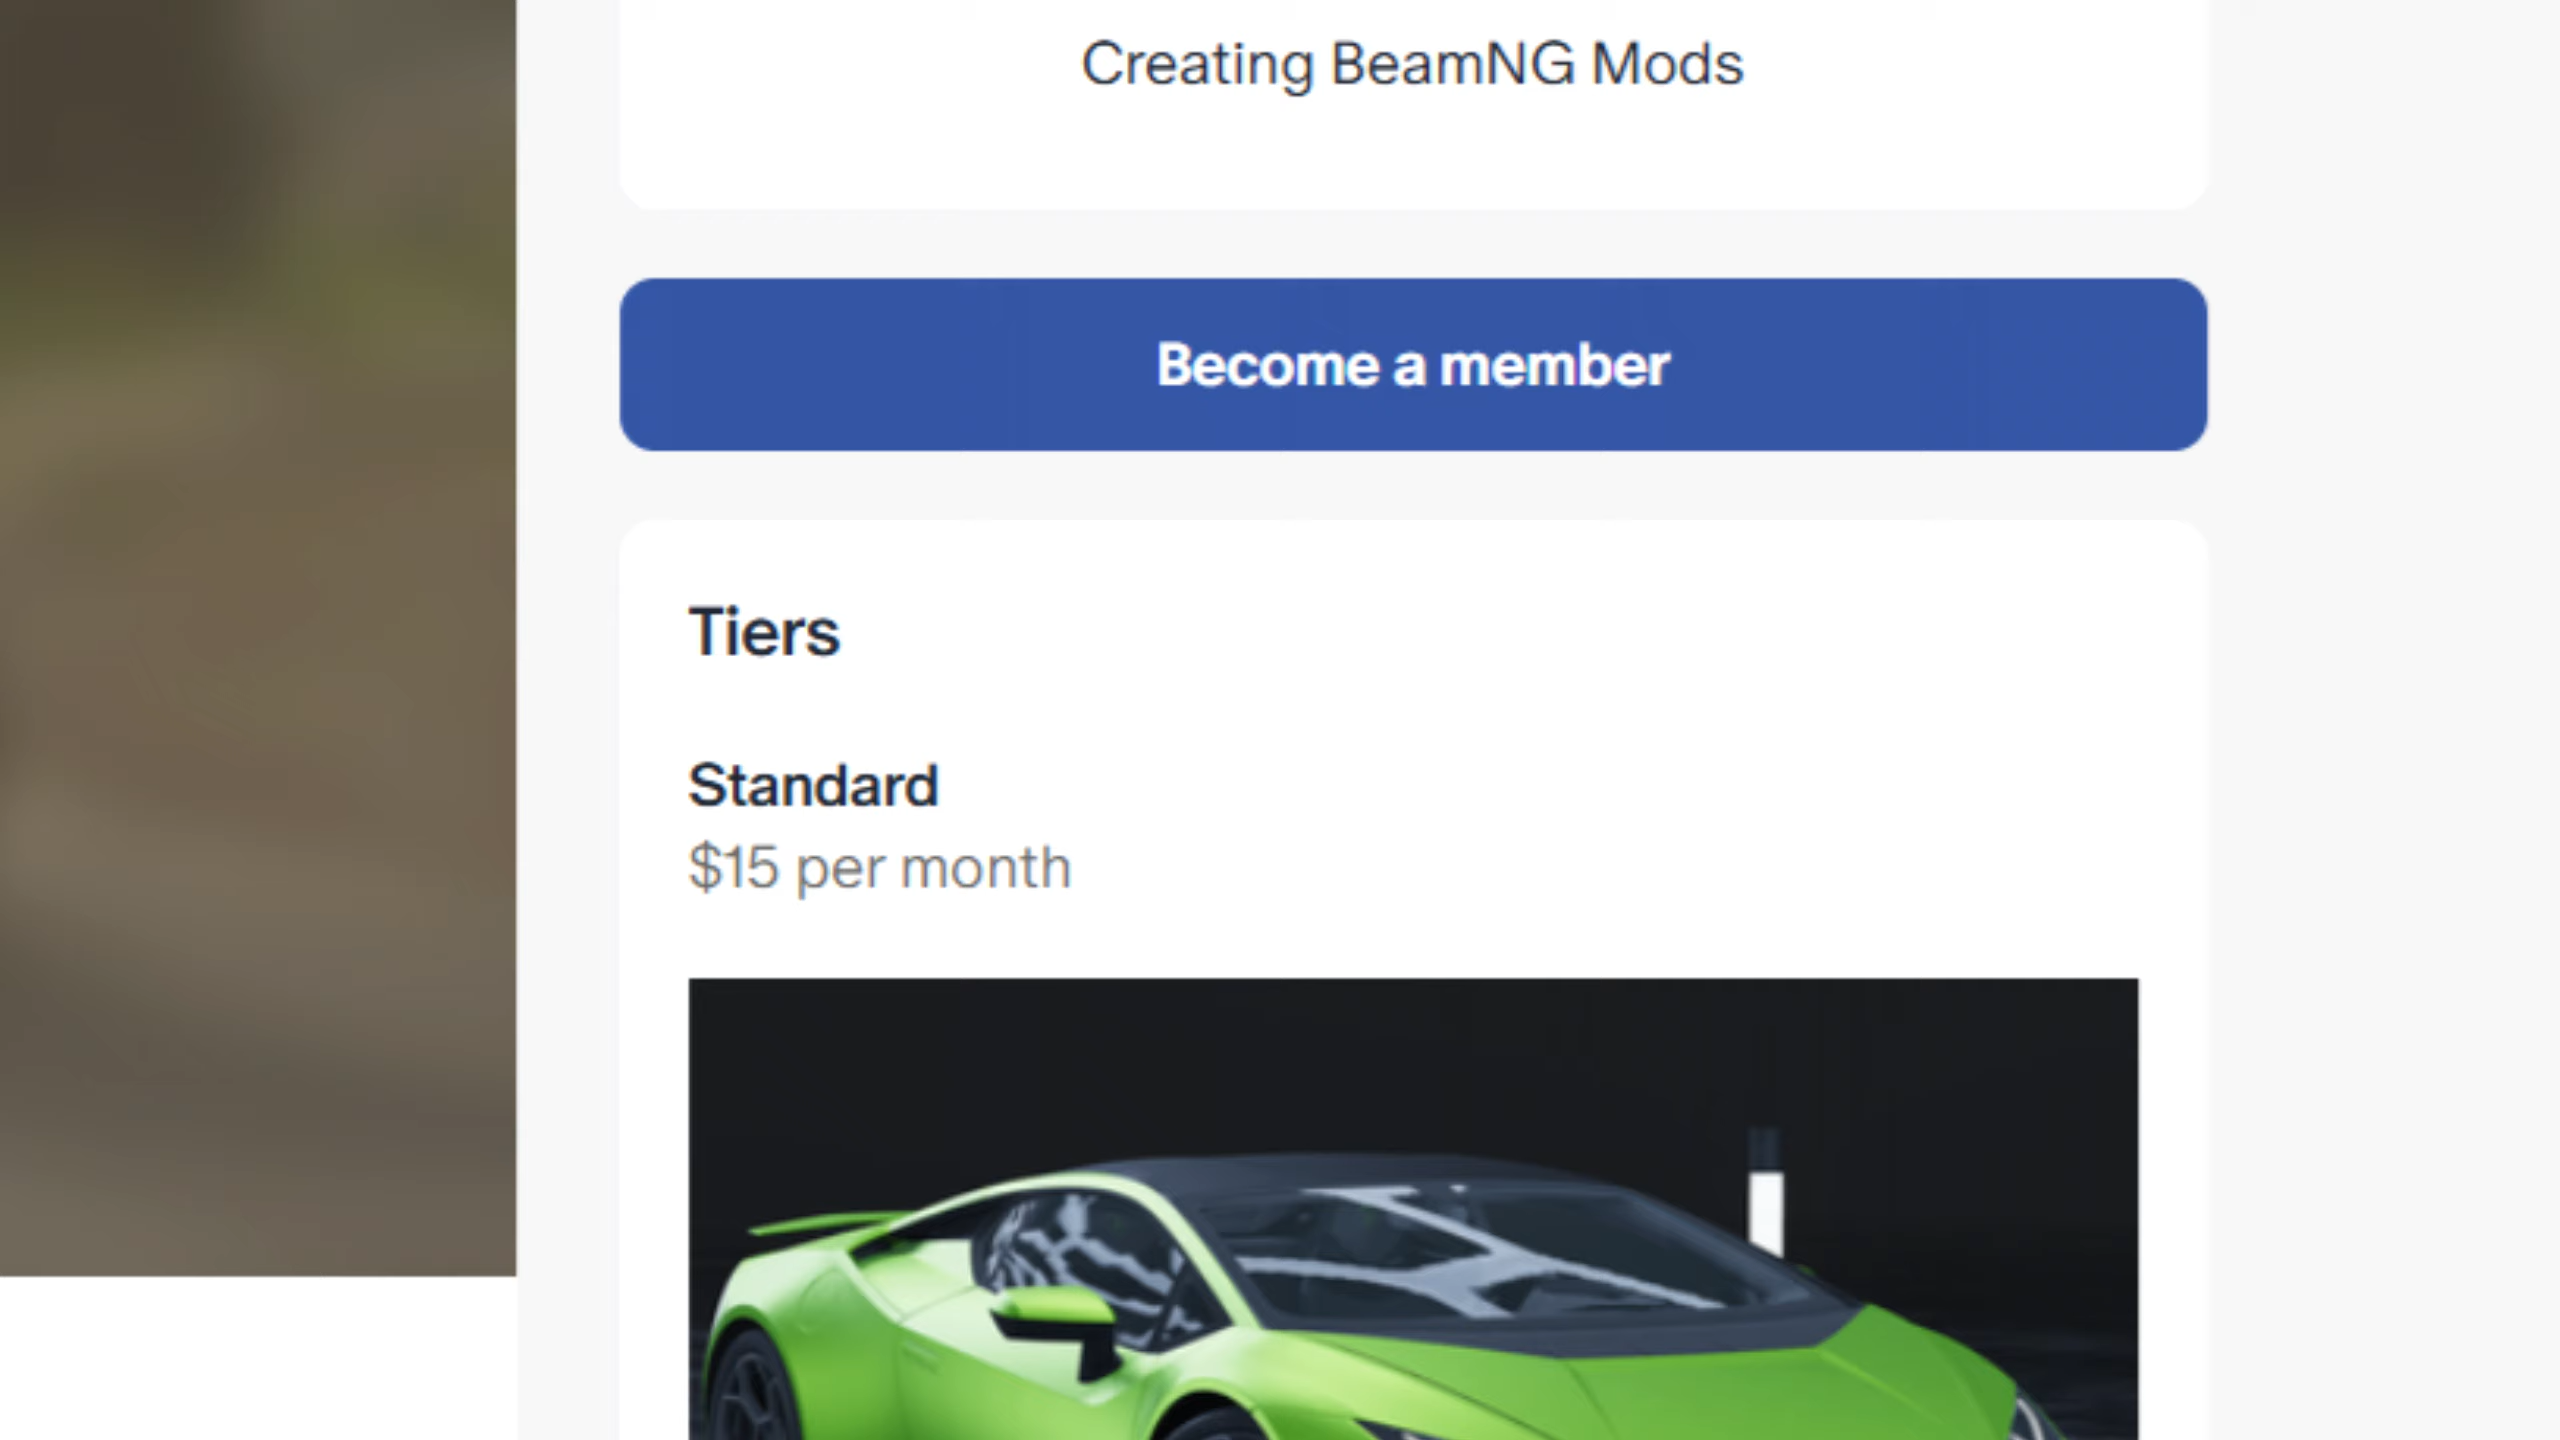 Creating BeamNG Mods
Become a member
Tiers
Standard
$15 per month